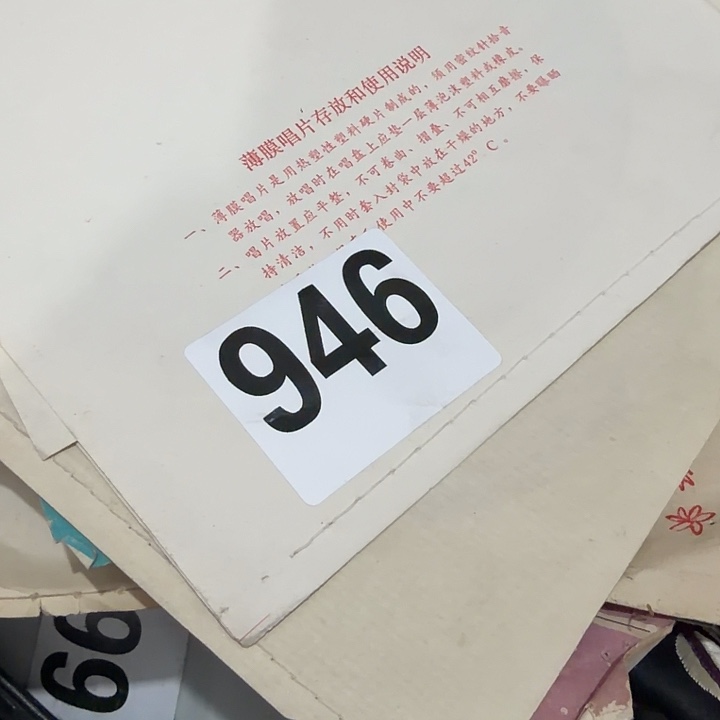 薄膜唱片存放和使用说明
一、薄膜唱片是用热塑性塑料硬片制成的，须用密纹针拾音
器放唱，放唱时在唱盘上应垫一层薄泡沫塑料或橡皮。
二、唱片放置应平整，不可卷曲、摺叠、不可相互磨擦，保
持清洁，不用时套入封袋中放在干燥的地方，不要曝晒
使用中不要超过42°C。
946
99